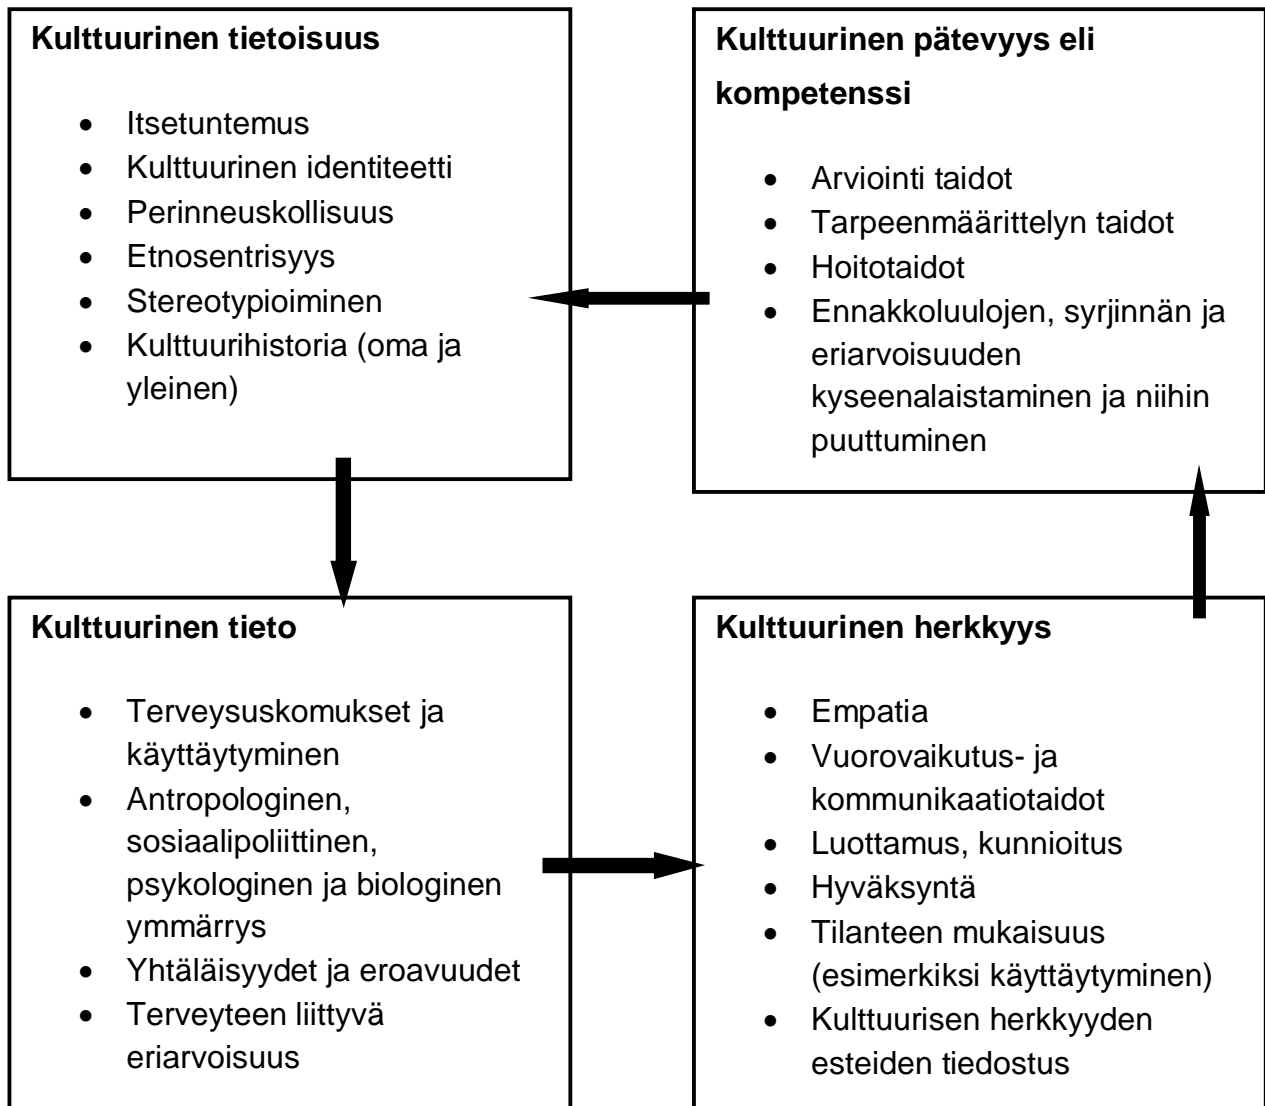 Kulttuurinen tietoisuus
• Itsetuntemus
• Kulttuurinen identiteetti
• Perinneuskollisuus
• Etnosentrisyys
• Stereotypioiminen
• Kulttuurihistoria (oma ja
yleinen)
Kulttuurinen pätevyys eli
kompetenssi
• Arviointi taidot
• Tarpeenmäärittelyn taidot
• Hoitotaidot
• Ennakkoluulojen, syrjinnän ja
eriarvoisuuden
kyseenalaistaminen ja niihin
puuttuminen
Kulttuurinen tieto
• Terveysuskomukset ja
käyttäytyminen
• Antropologinen,
sosiaalipoliittinen,
psykologinen ja biologinen
ymmärrys
• Yhtäläisyydet ja eroavuudet
• Terveyteen liittyvä
eriarvoisuus
Kulttuurinen herkkyys
• Empatia
• Vuorovaikutus- ja
kommunikaatiotaidot
• Luottamus, kunnioitus
• Hyväksyntä
• Tilanteen mukaisuus
(esimerkiksi käyttäytyminen)
• Kulttuurisen herkkyyden
esteiden tiedostus